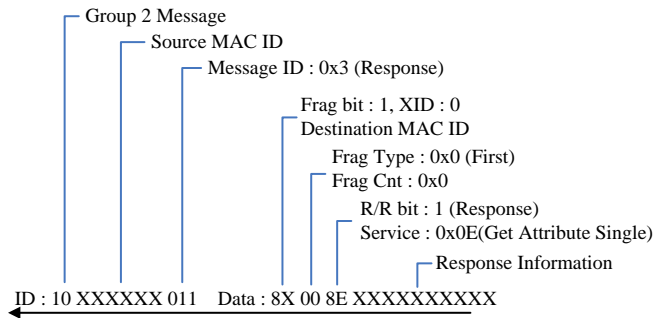 Group 2 Message
Source MAC ID
Message ID : 0x3 (Response)
Frag bit : 1, XID : 0
Destination MAC ID
Frag Type : 0x0 (First)
Frag Cnt : 0x0
R/R bit : 1 (Response)
Service : 0x0E(Get Attribute Single)
Response Information
ID : 10 XXXXXX 011 Data : 8X 00 8E XXXXXXXXXX